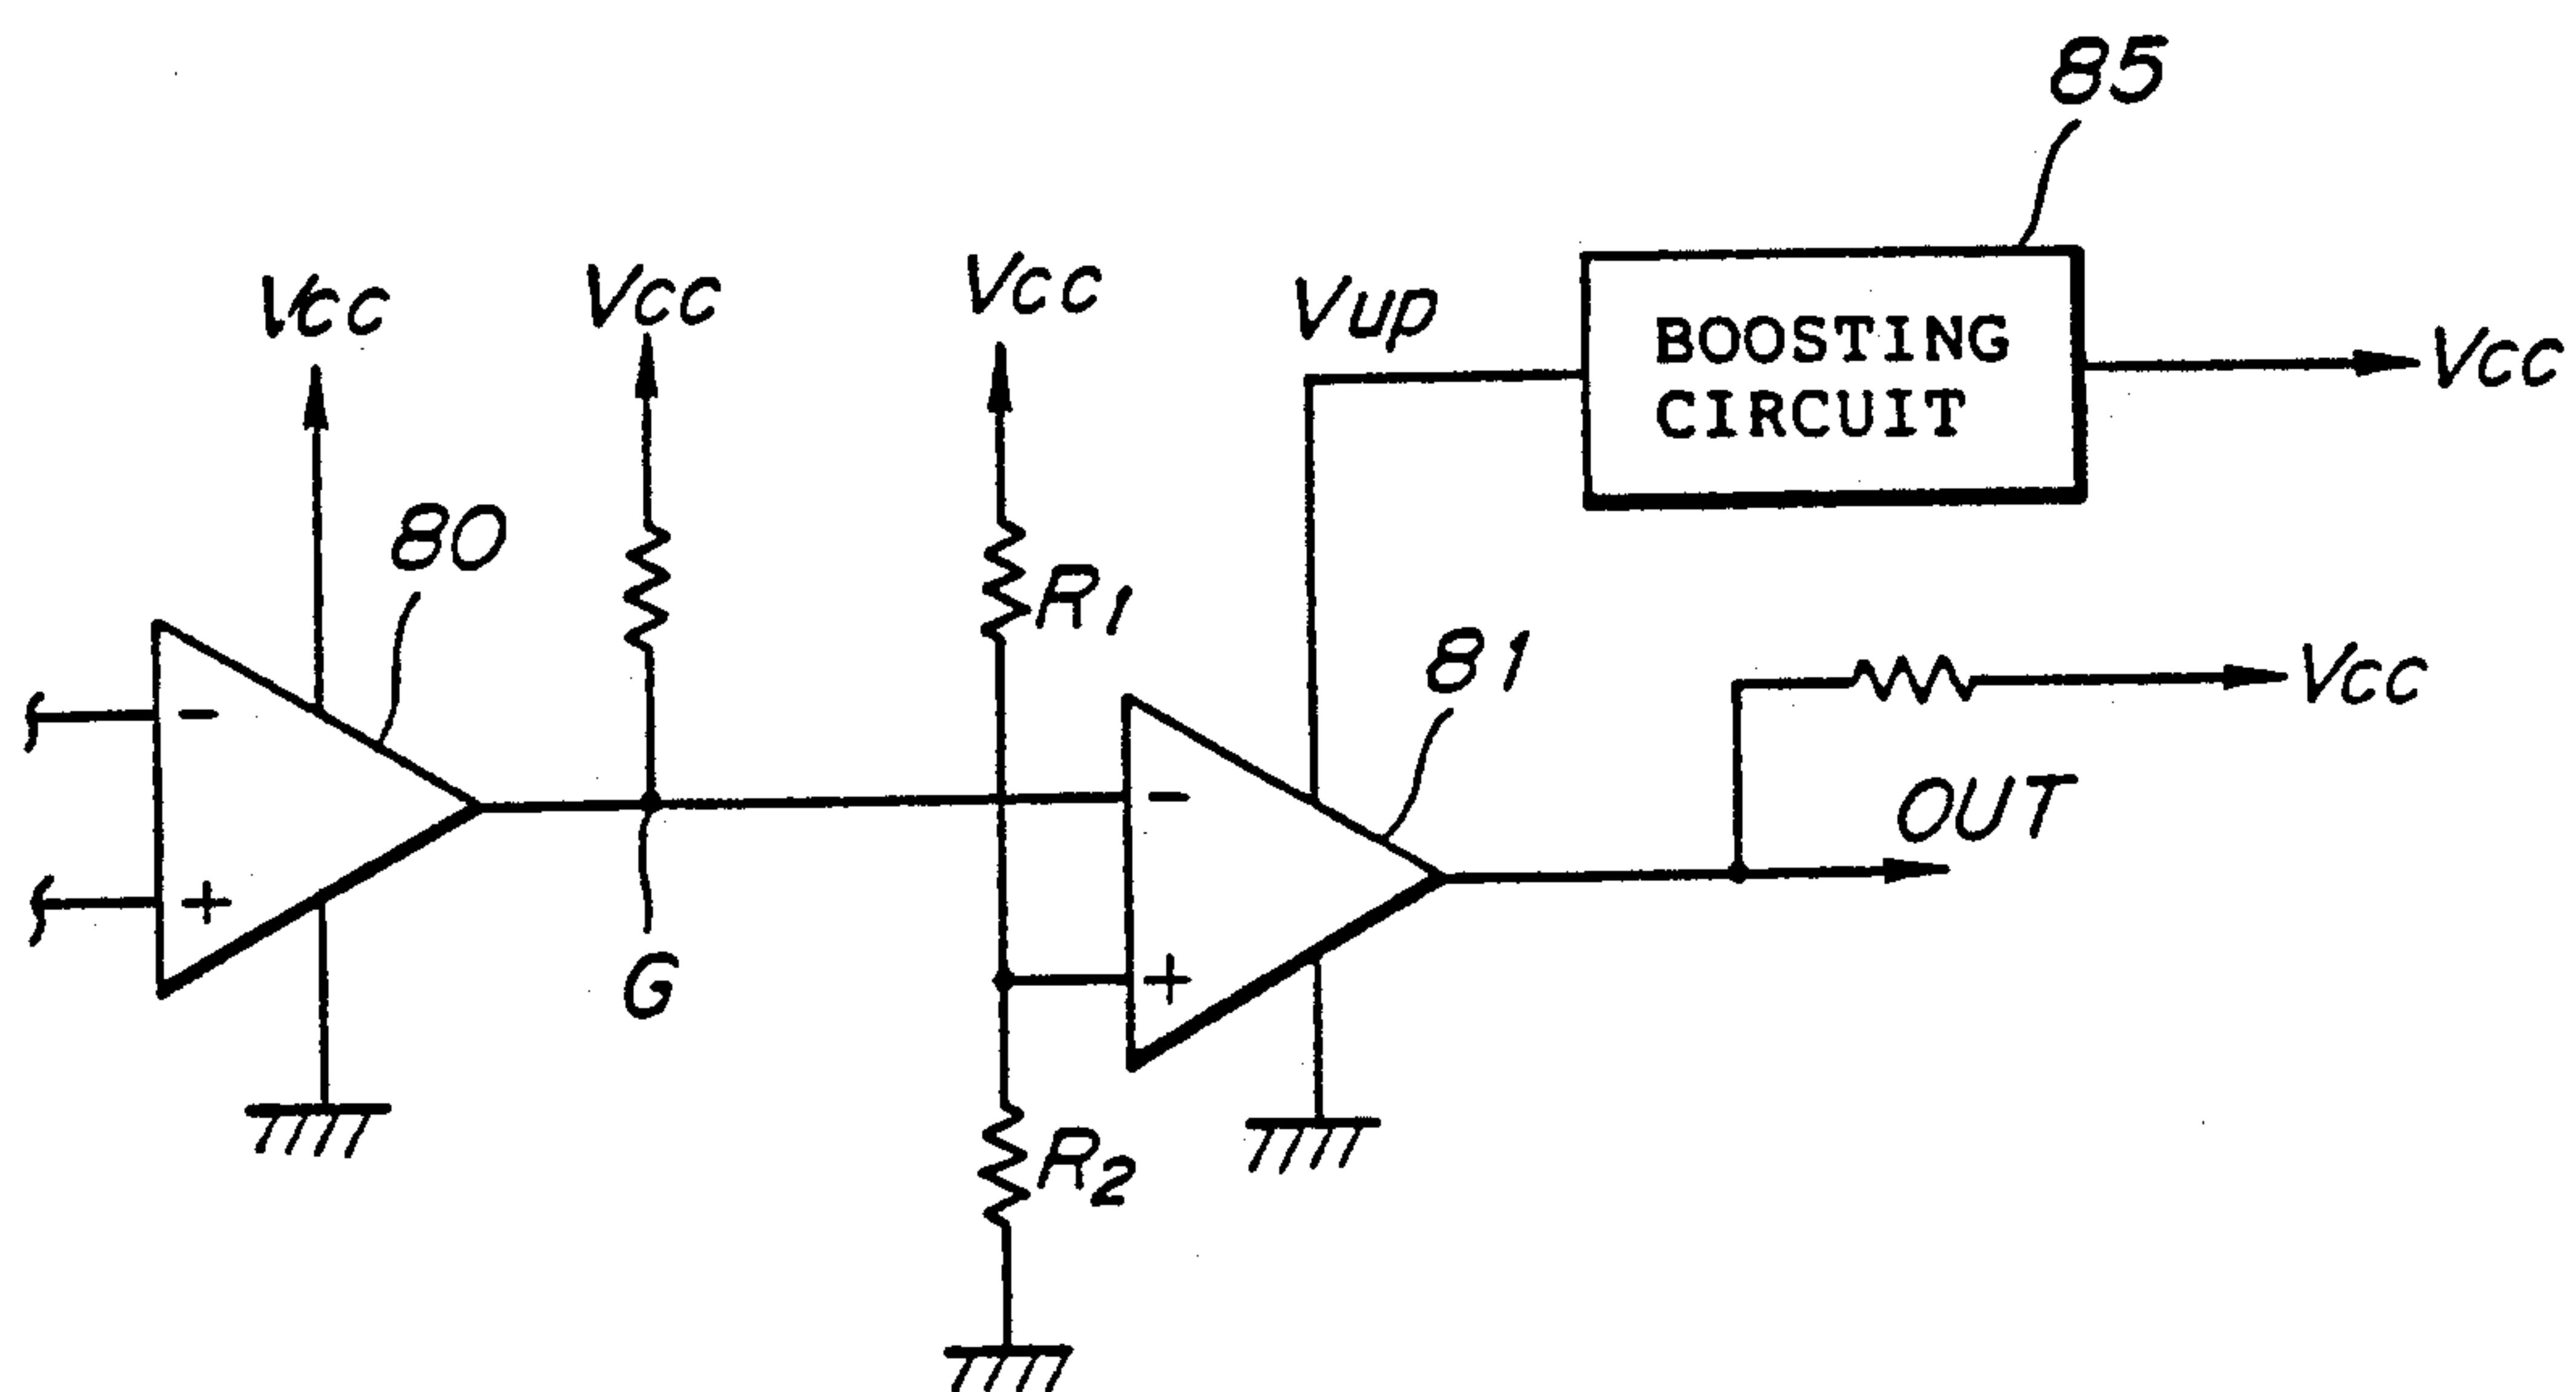 85
Vcc
Vcc
Vcc
Vup
BOOSTING
CIRCUIT
Vcc
80
R1
81
Vcc
-
-
OUT
+
+
G
R2